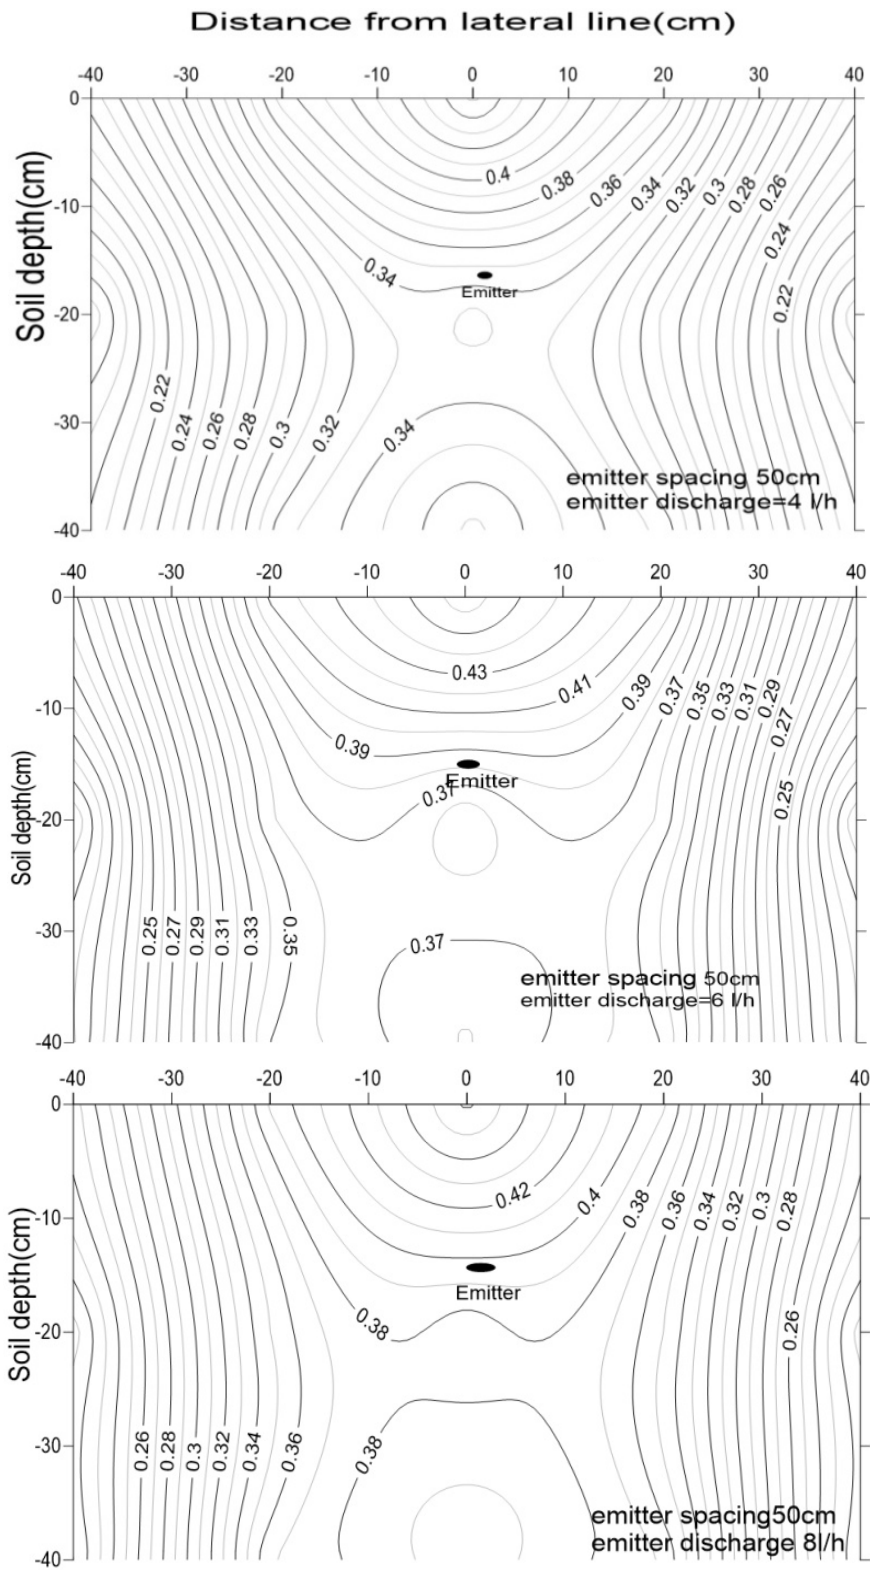 Distance from lateral line(cm)
-40 -30 -20 -10 0 10 20 30 40
0
-10
-20
-30
-40
Soil depth(cm)
0.4 0.38 0.36 0.34 0.32 0.3 0.28 0.26
0.24
0.34
0.22
Emitter
0.22
0.24 0.26 0.28 0.3 0.32 0.34
emitter spacing 50cm
emitter discharge=4 l/h
-40 -30 -20 -10 0 10 20 30 40
0
-10
-20
-30
-40
Soil depth(cm)
0.43 0.41 0.39 0.37 0.35 0.33 0.31 0.29
0.27
0.39
Emitter
0.37
0.25
0.25 0.27 0.29 0.31 0.33 0.35
0.37
emitter spacing 50cm
emitter discharge=6 l/h
-40 -30 -20 -10 0 10 20 30 40
0
-10
-20
-30
-40
Soil depth(cm)
0.42 0.4 0.38 0.36 0.34 0.32 0.3 0.28
Emitter
0.38
0.26
0.26 0.28 0.3 0.32 0.34 0.36 0.38
emitter spacing50cm
emitter discharge 8l/h